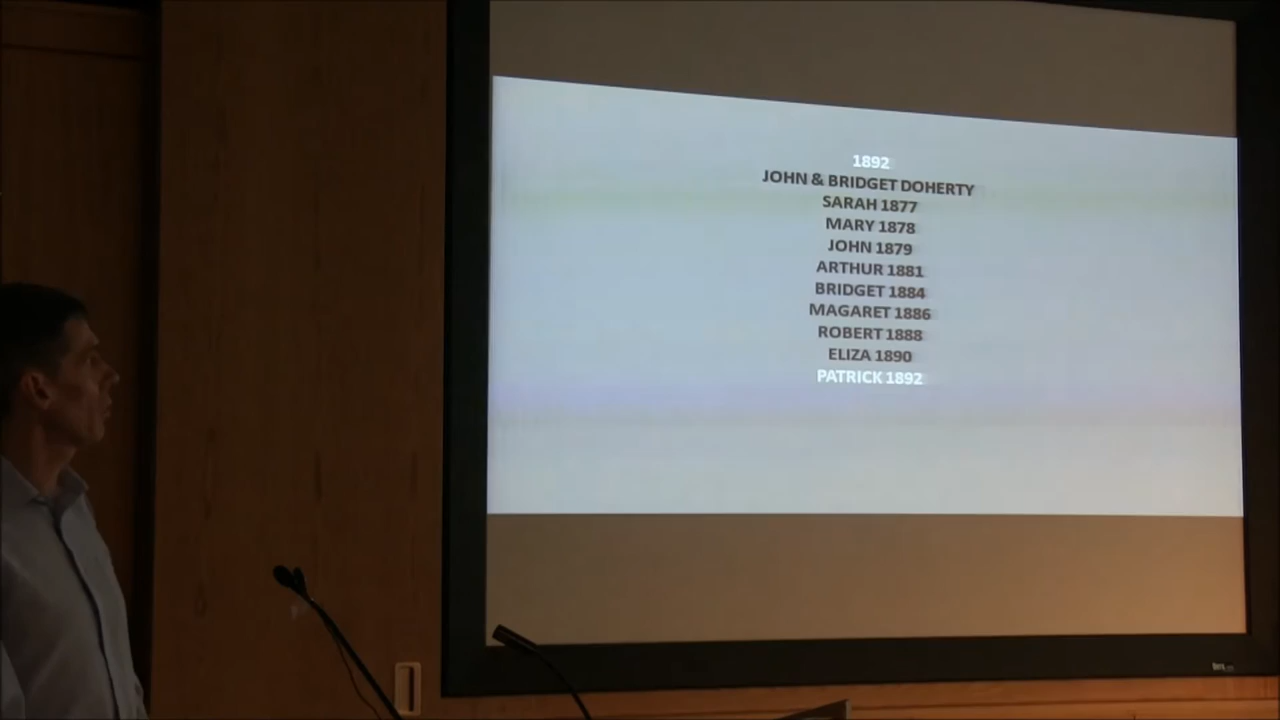 1892
JOHN & BRIDGET DOHERTY
SARAH 1877
MARY 1878
JOHN 1879
ARTHUR 1881
BRIDGET 1884
MAGARET 1886
ROBERT 1888
ELIZA 1890
PATRICK 1892